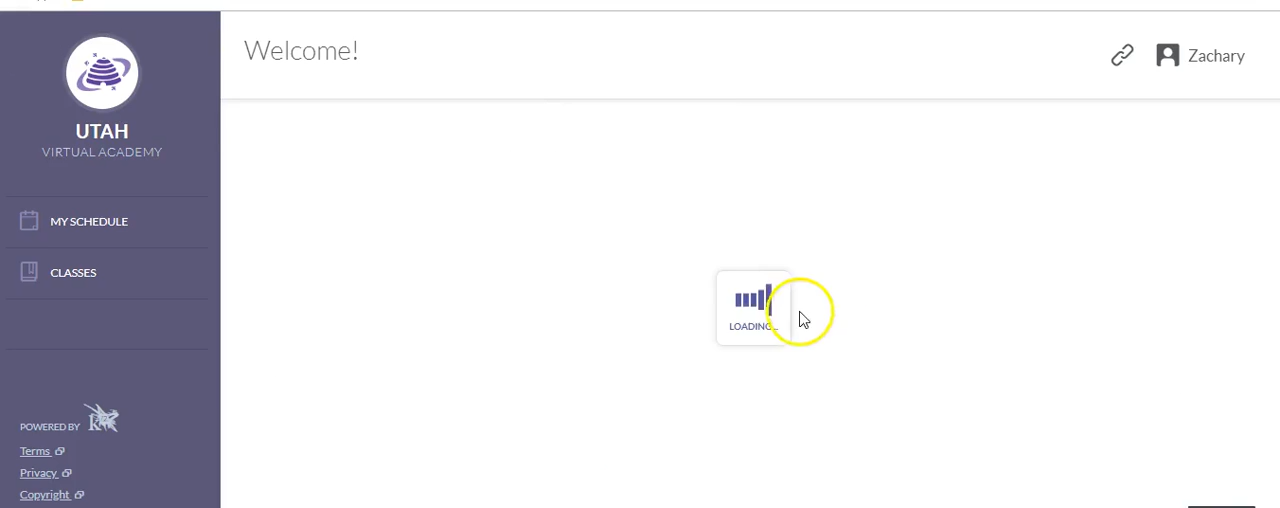 UTAH
VIRTUAL ACADEMY
MY SCHEDULE
CLASSES
POWERED BY
Terms
Privacy
Copyright
Welcome!
Zachary
LOADING...